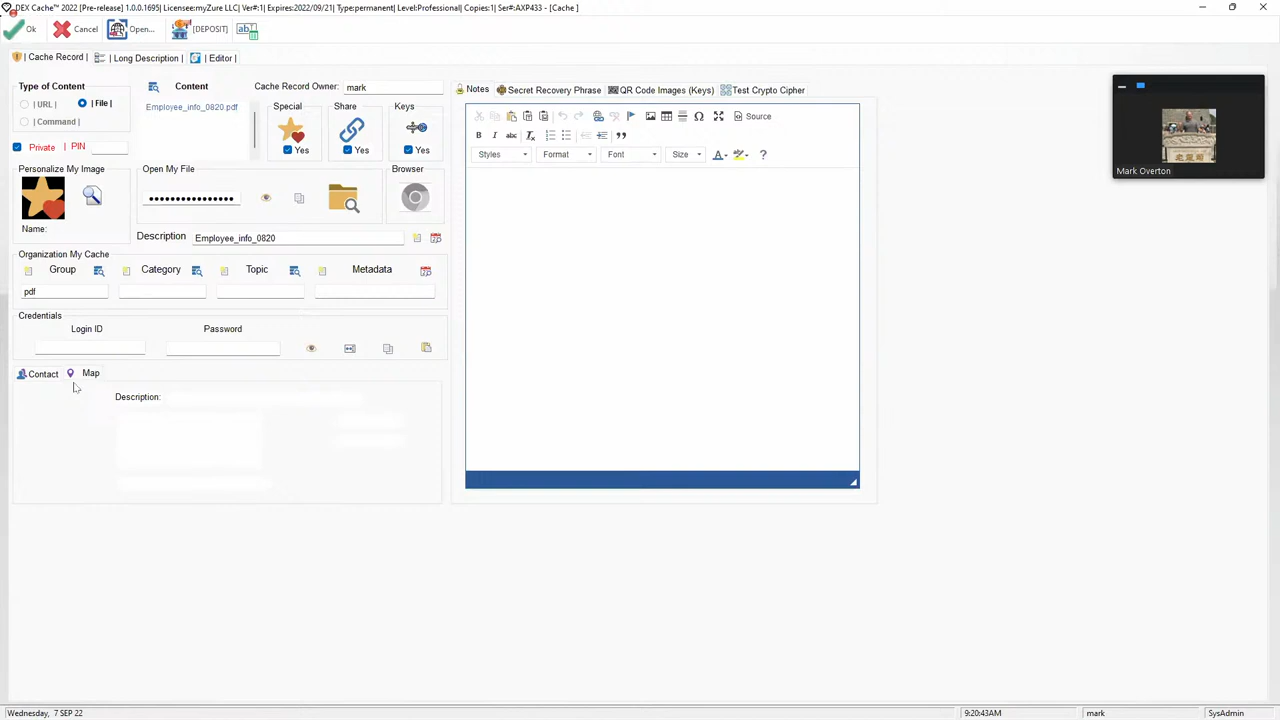 DEX Cache™ 2022 [Pre-release] 1.0.0.1695| Licensee:myZure LLC| Ver#:1| Expires:2022/09/21| Type:permanent| Level:Professional| Copies:1| Ser#:AXP433 - [Cache ]
Ok Cancel Open... [DEPOSIT] ab
| Cache Record | | Long Description | | Editor |
Type of Content
| URL | | File |
| Command |
Private | PIN
Content
Employee_info_0820.pdf
Cache Record Owner: mark
Special Share Keys
Yes Yes Yes
Personalize My Image
Name:
Open My File
••••••••••••••••
Browser
Description Employee_info_0820
Organization My Cache
Group Category Topic Metadata
pdf
Credentials
Login ID Password
Contact Map
Description:
Notes Secret Recovery Phrase QR Code Images (Keys) Test Crypto Cipher
Source
B I abc Tx
Styles Format Font Size A ?
Mark Overton
Wednesday, 7 SEP 22 9:20:43AM mark SysAdmin